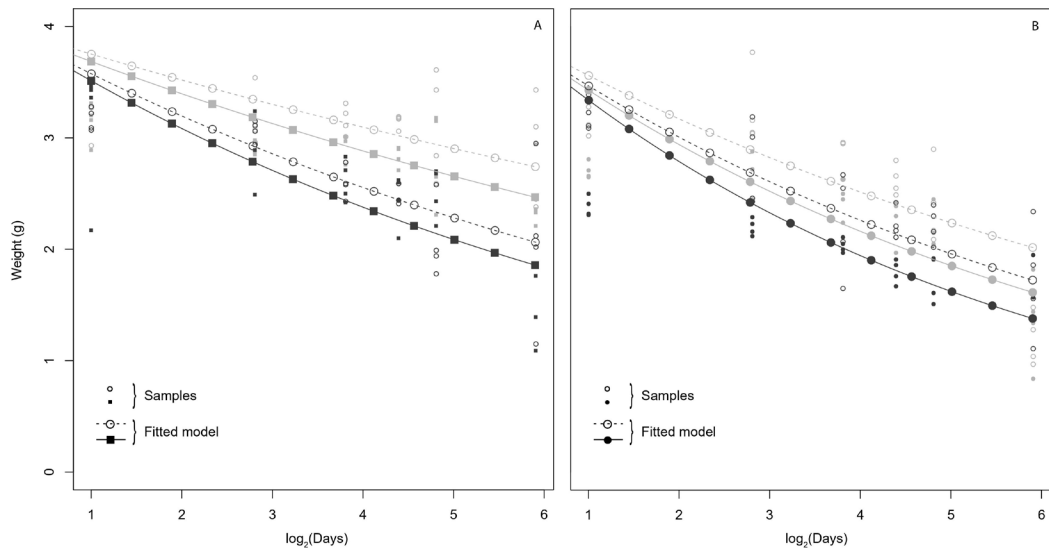 A
B
4
3
2
1
0
Weight (g)
Samples
Fitted model
Samples
Fitted model
1 2 3 4 5 6
1 2 3 4 5 6
log₂(Days)
log₂(Days)